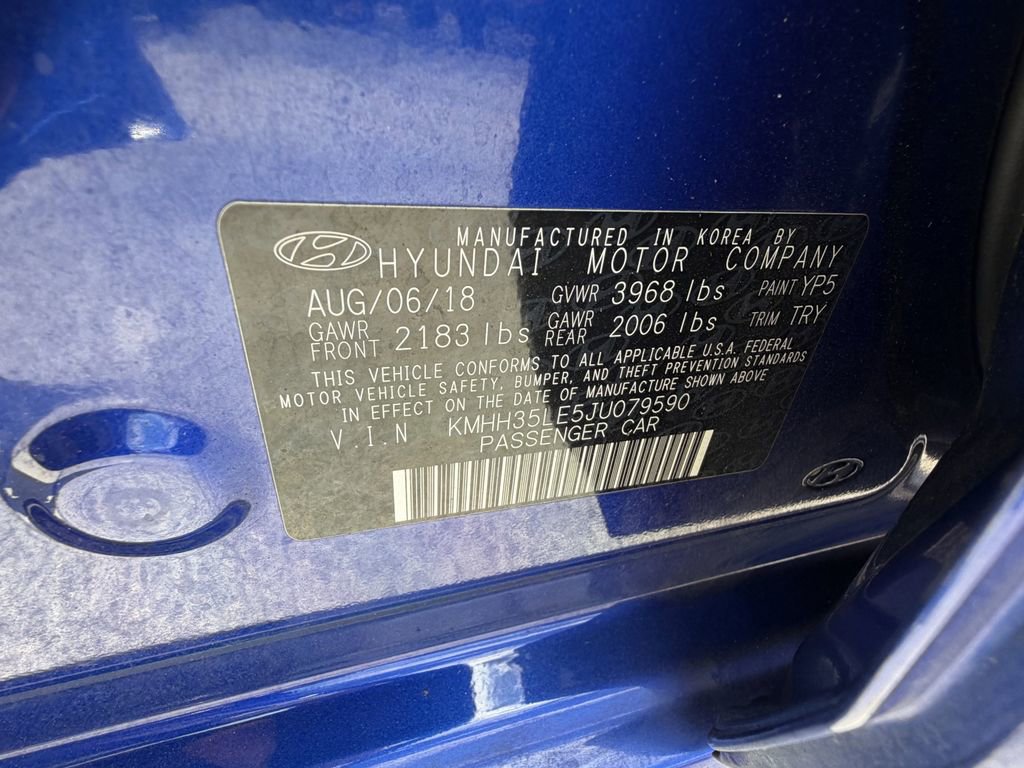 MANUFACTURED IN KOREA BY
HYUNDAI MOTOR COMPANY
AUG/06/18 GVWR 3968 lbs PAINT YP5
GAWR FRONT 2183 lbs GAWR REAR 2006 lbs TRIM TRY
THIS VEHICLE CONFORMS TO ALL APPLICABLE U.S.A. FEDERAL
MOTOR VEHICLE SAFETY, BUMPER, AND THEFT PREVENTION STANDARDS
IN EFFECT ON THE DATE OF MANUFACTURE SHOWN ABOVE
V.I.N KMHH35LE5JU079590
PASSENGER CAR